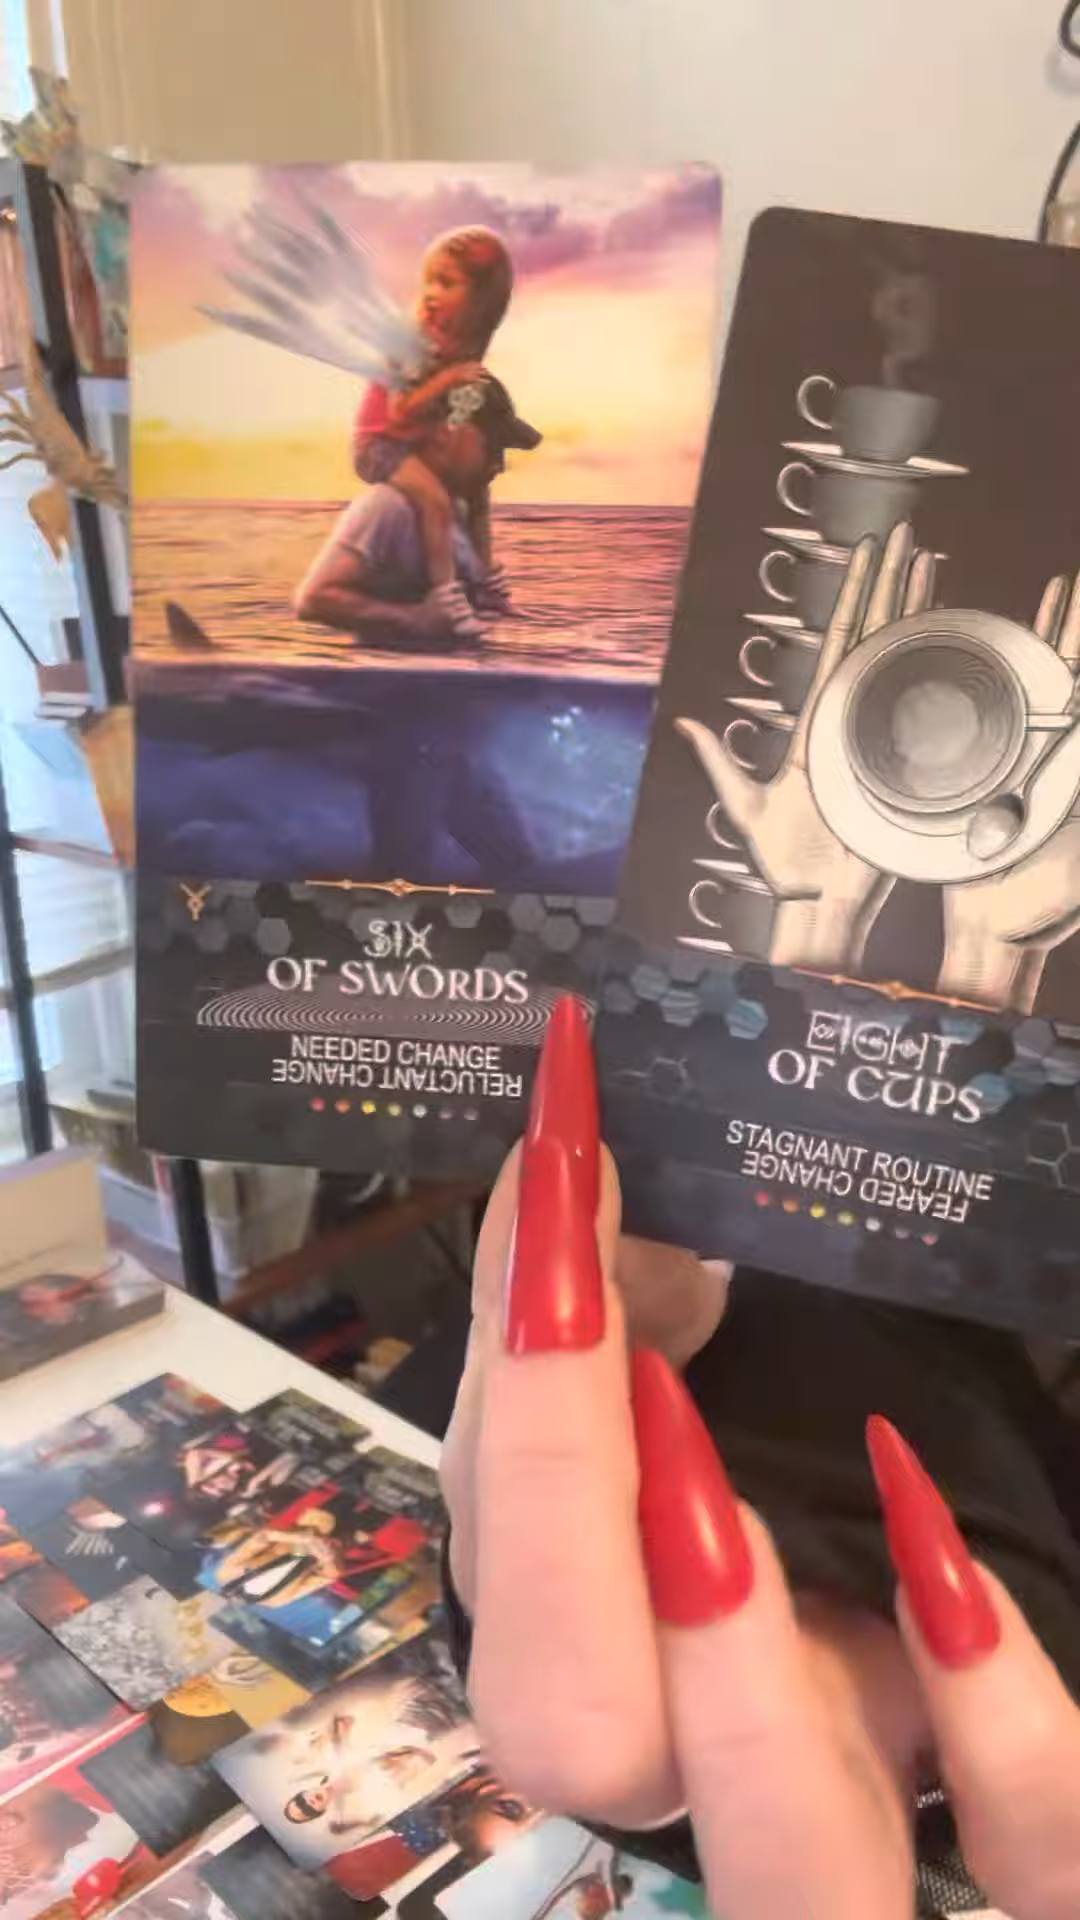 SIX
OF SWORDS
NEEDED CHANGE
RELUCTANT CHANGE
EIGHT
OF CUPS
STAGNANT ROUTINE
FEARED CHANGE